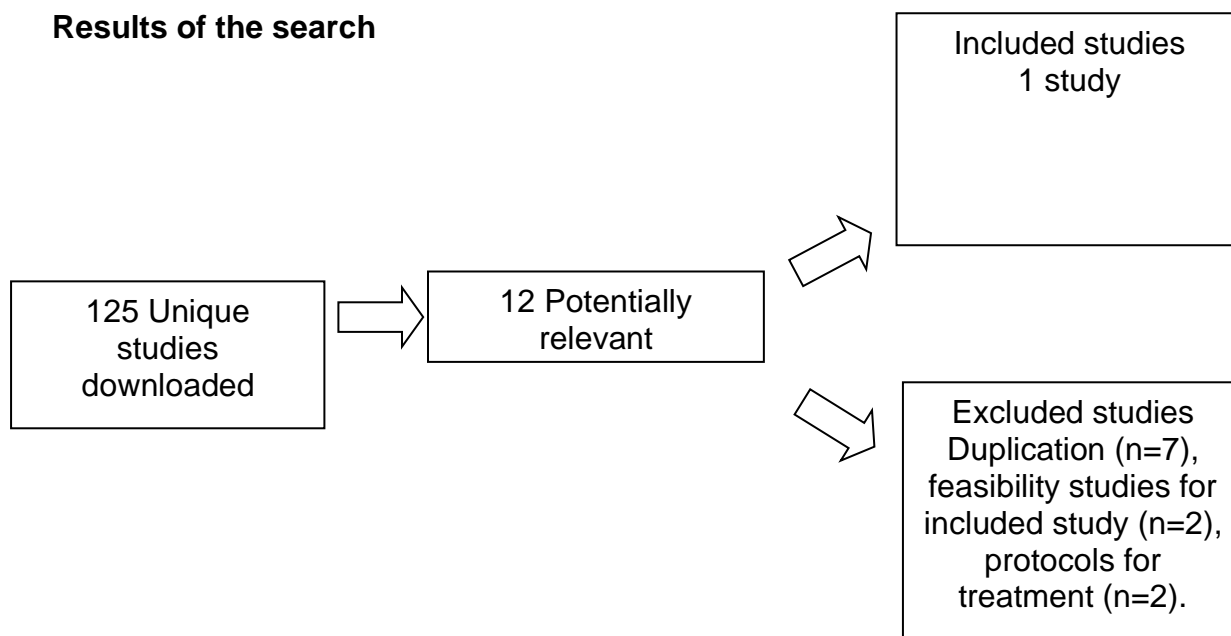 Results of the search
Included studies
1 study
125 Unique
studies
downloaded
12 Potentially
relevant
Excluded studies
Duplication (n=7),
feasibility studies for
included study (n=2),
protocols for
treatment (n=2).